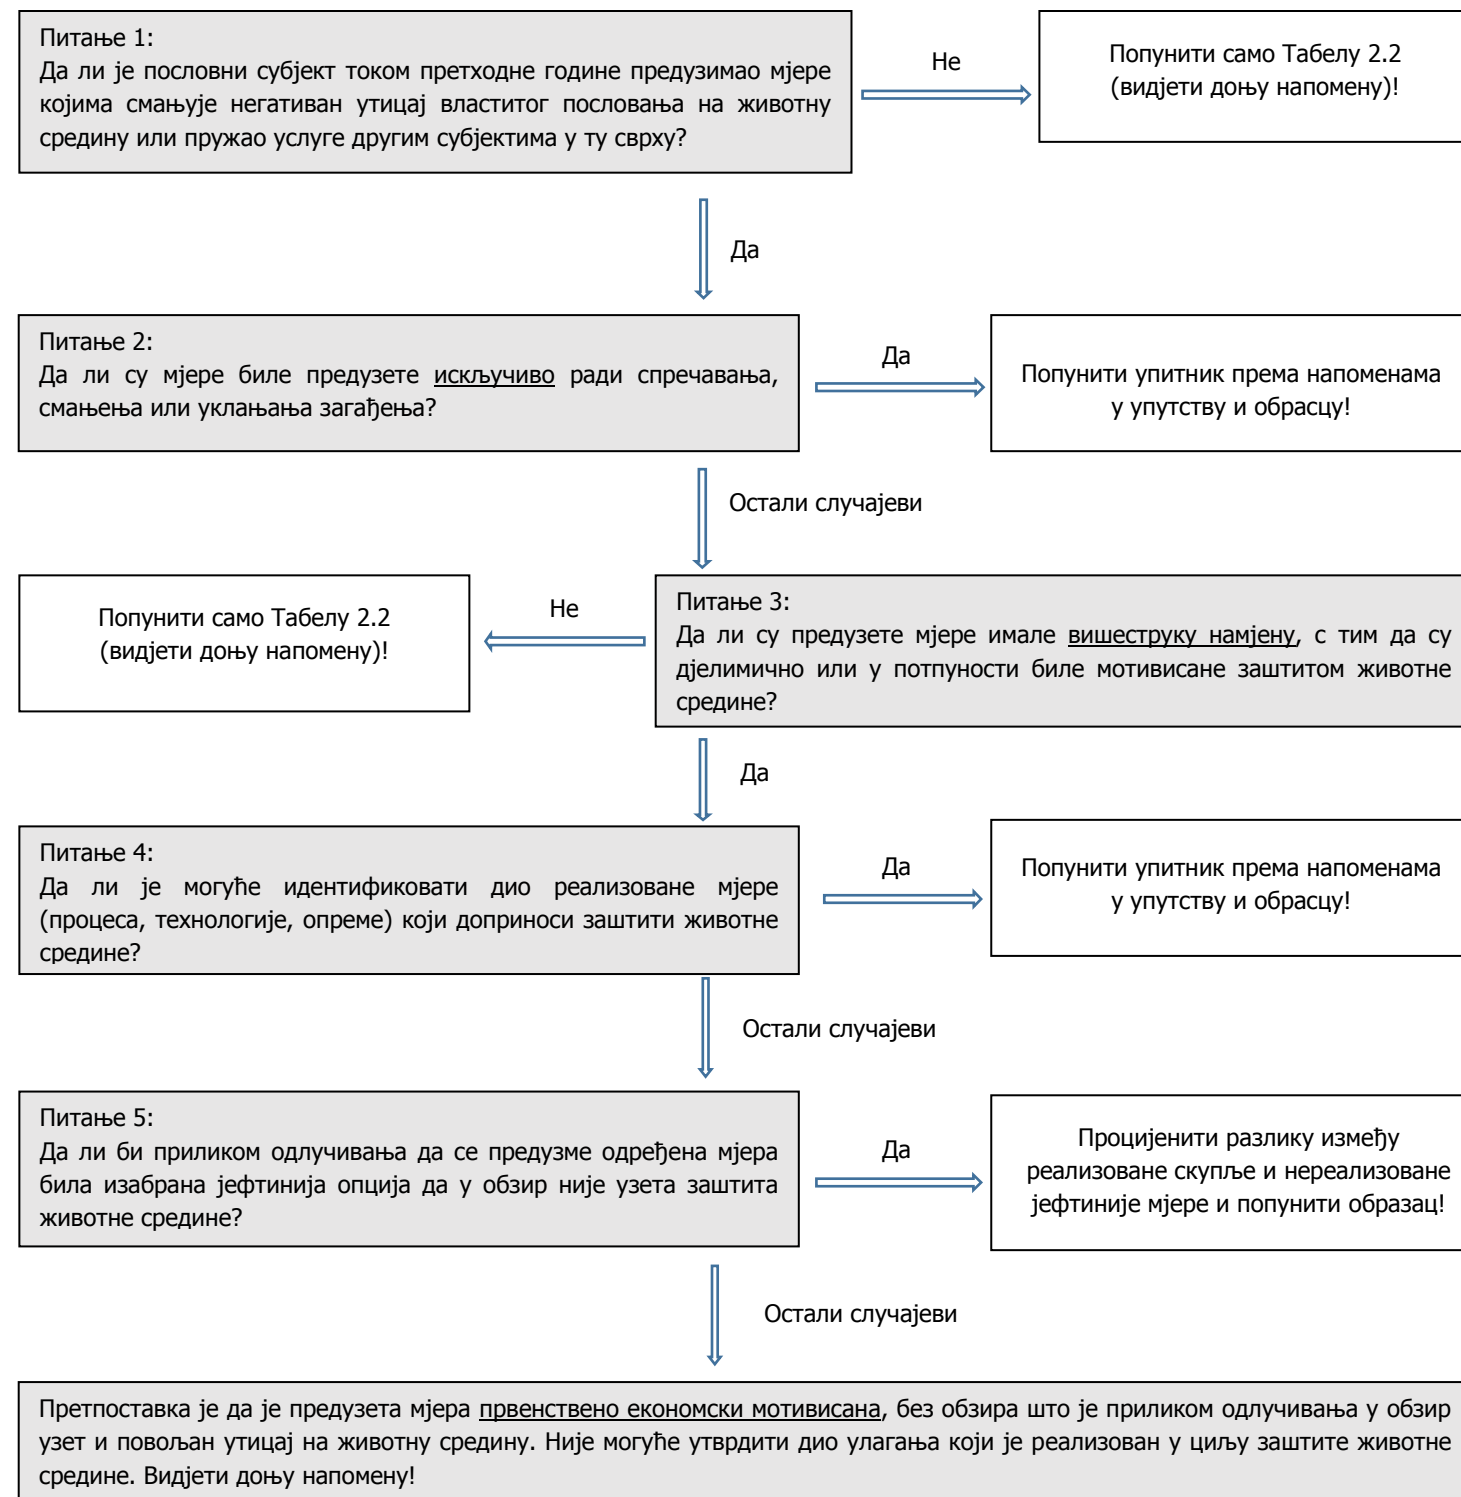 Питање 1:
Да ли је пословни субјект током претходне године предузимао мјере
којима смањује негативан утицај властитог пословања на животну
средину или пружао услуге другим субјектима у ту сврху?
Не
Попунити само Табелу 2.2
(видјети доњу напомену)!
Да
Питање 2:
Да ли су мјере биле предузете искључиво ради спречавања,
смањења или уклањања загађења?
Да
Попунити упитник према напоменама
у упутству и обрасцу!
Остали случајеви
Попунити само Табелу 2.2
(видјети доњу напомену)!
Не
Питање 3:
Да ли су предузете мјере имале вишеструку намјену, с тим да су
дјелимично или у потпуности биле мотивисане заштитом животне
средине?
Да
Питање 4:
Да ли је могуће идентификовати дио реализоване мјере
(процеса, технологије, опреме) који доприноси заштити животне
средине?
Да
Попунити упитник према напоменама
у упутству и обрасцу!
Остали случајеви
Питање 5:
Да ли би приликом одлучивања да се предузме одређена мјера
била изабрана јефтинија опција да у обзир није узета заштита
животне средине?
Да
Процијенити разлику између
реализоване скупље и нереализоване
јефтиније мјере и попунити образац!
Остали случајеви
Претпоставка је да је предузета мјера првенствено економски мотивисана, без обзира што је приликом одлучивања у обзир
узет и повољан утицај на животну средину. Није могуће утврдити дио улагања који је реализован у циљу заштите животне
средине. Видјети доњу напомену!